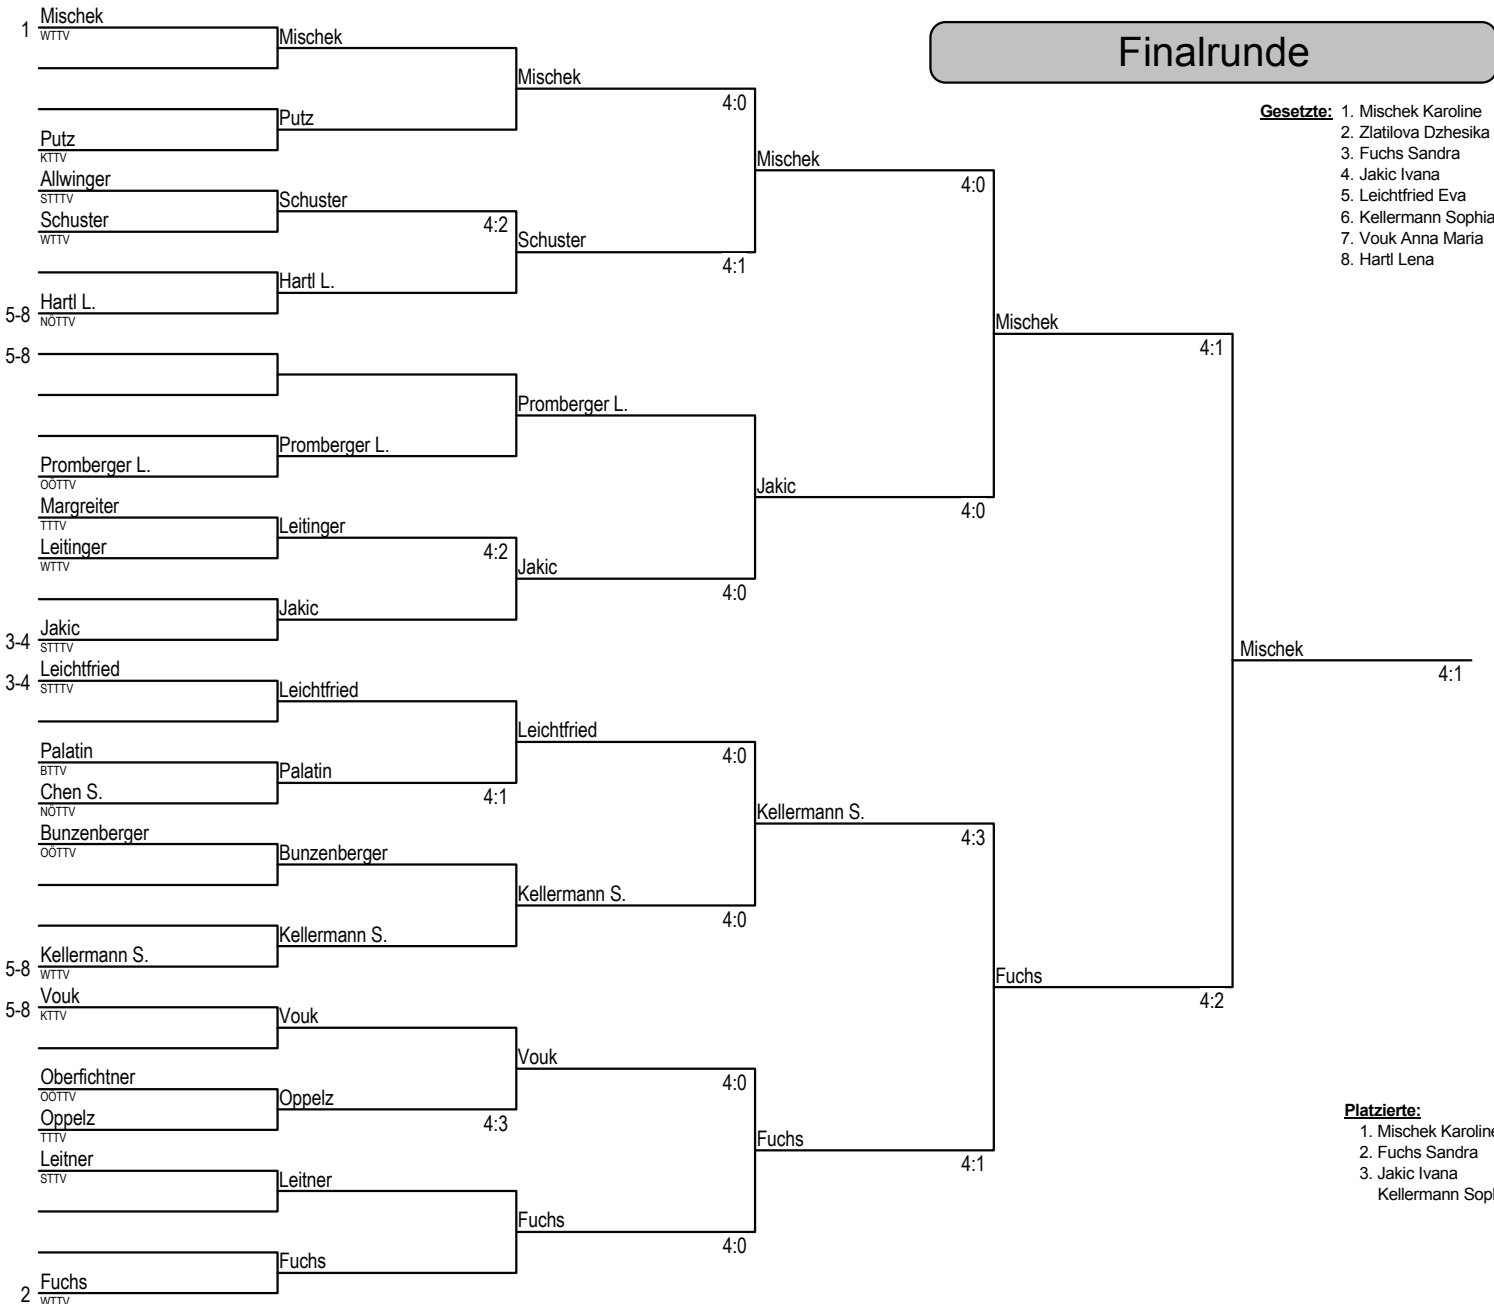 Finalrunde
Gesetzte: 1. Mischek Karoline
2. Zlatilova Dzhesika
3. Fuchs Sandra
4. Jakic Ivana
5. Leichtfried Eva
6. Kellermann Sophia
7. Vouk Anna Maria
8. Hartl Lena
1 Mischek
WTTV
Putz
KTTV
Allwinger
STTTV
Schuster
WTTV
5-8 Hartl L.
NÖTTV
5-8
Promberger L.
OÖTTV
Margreiter
TTTV
Leitinger
WTTV
3-4 Jakic
STTTV
3-4 Leichtfried
STTTV
Palatin
BTTV
Chen S.
NÖTTV
Bunzenberger
OÖTTV
5-8 Kellermann S.
WTTV
5-8 Vouk
KTTV
Oberfichtner
OÖTTV
Oppelz
TTTV
Leitner
STTV
2 Fuchs
WTTV
Mischek
Putz
Schuster
4:2
Hartl L.
Promberger L.
Leitinger
4:2
Jakic
Leichtfried
Palatin
4:1
Bunzenberger
Kellermann S.
Vouk
Oppelz
4:3
Leitner
Fuchs
Mischek
4:0
Schuster
4:1
Promberger L.
Jakic
4:0
Leichtfried
4:0
Kellermann S.
4:0
Vouk
4:0
Fuchs
4:0
Mischek
4:0
Jakic
4:0
Kellermann S.
4:3
Fuchs
4:1
Mischek
4:1
Fuchs
4:2
Mischek
4:1
Platzierte:
1. Mischek Karoline
2. Fuchs Sandra
3. Jakic Ivana
Kellermann